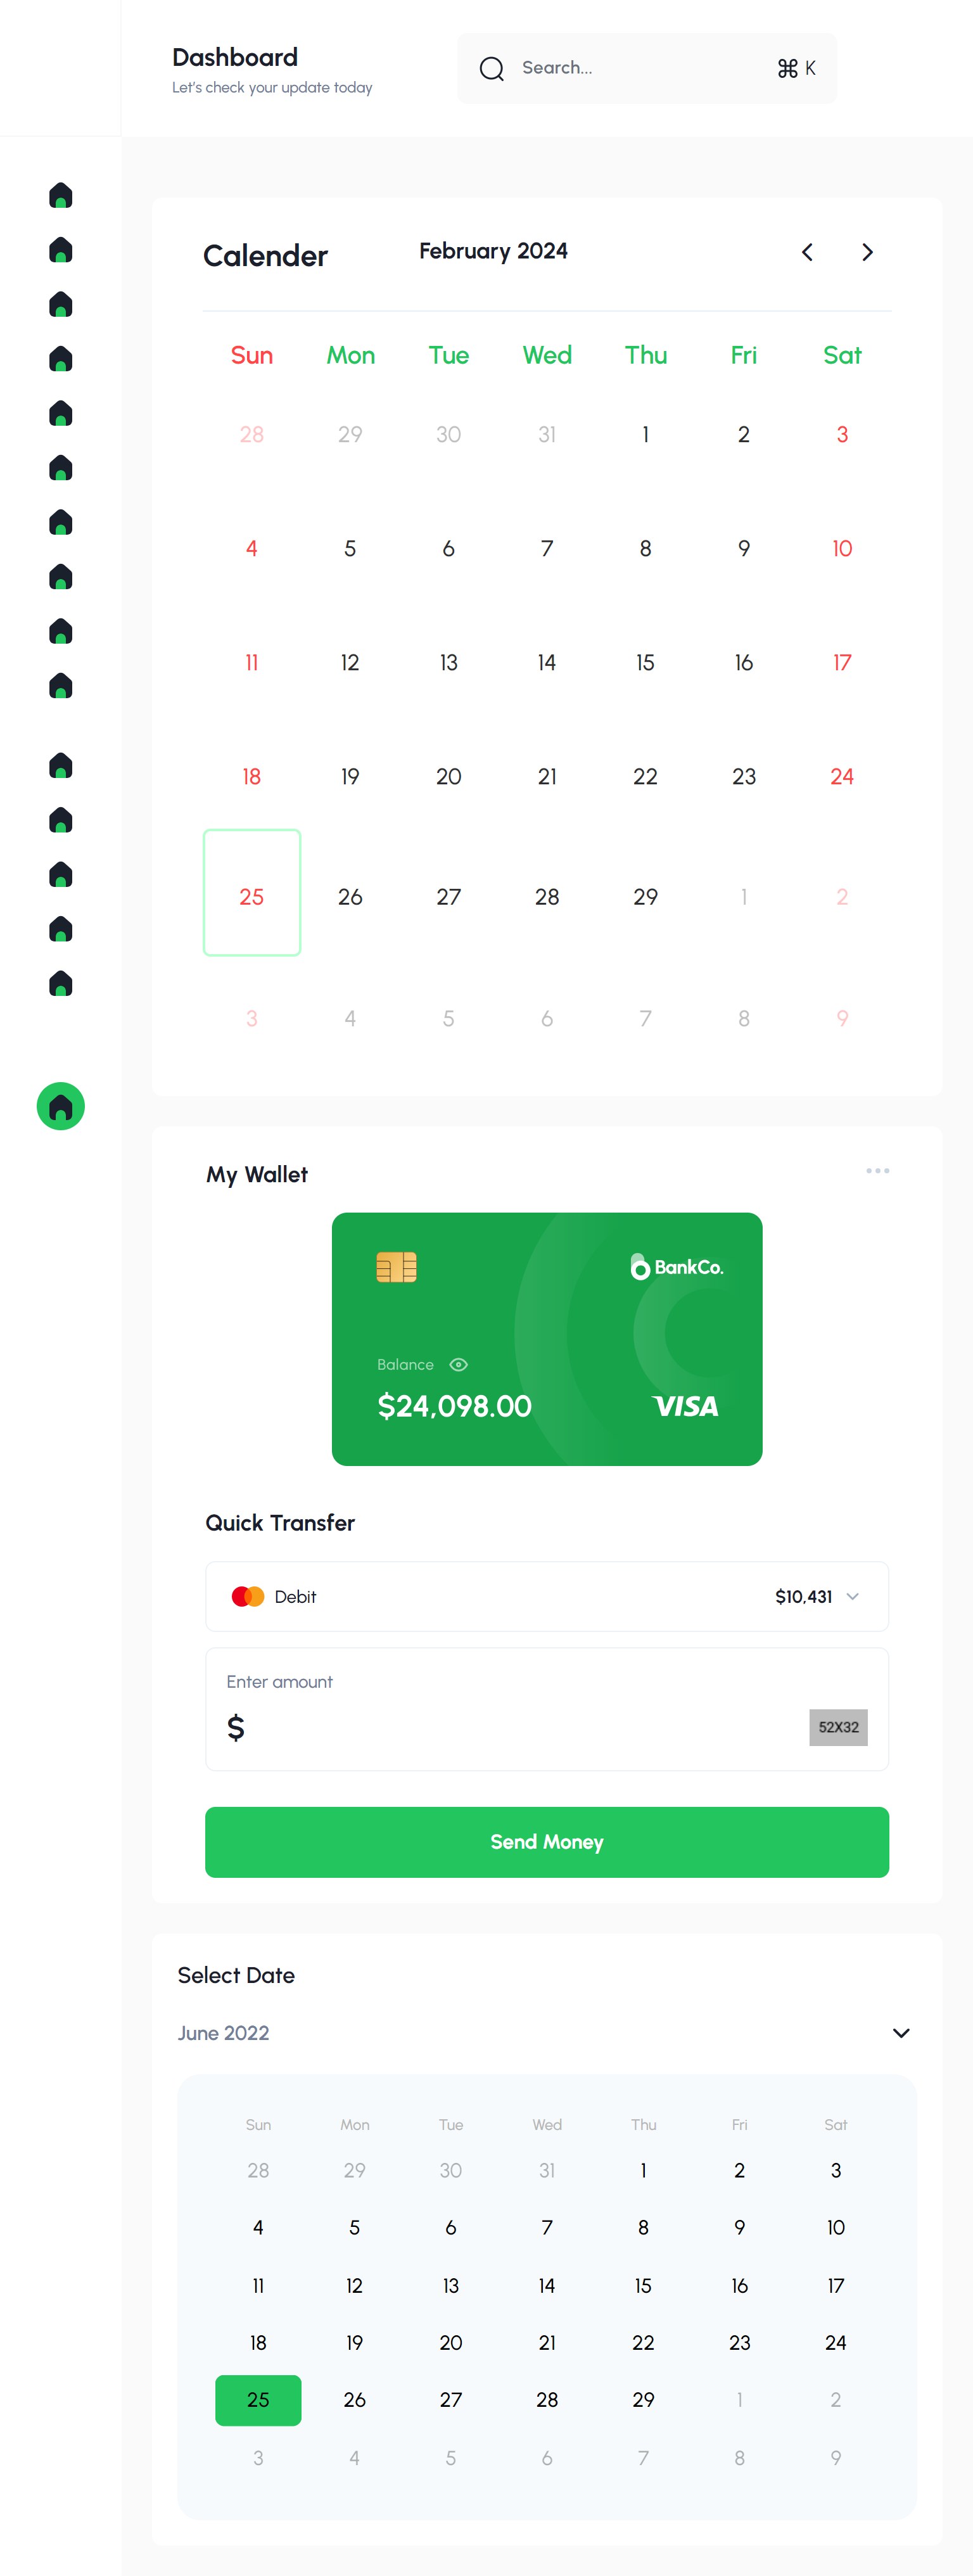 Dashboard
Let's check your update today
Search...
⌘ K
Calender
February 2024
Sun Mon Tue Wed Thu Fri Sat
28 29 30 31 1 2 3
4 5 6 7 8 9 10
11 12 13 14 15 16 17
18 19 20 21 22 23 24
25 26 27 28 29 1 2
3 4 5 6 7 8 9
My Wallet
BankCo.
Balance
$24,098.00
VISA
Quick Transfer
Debit
$10,431
Enter amount
$
52X32
Send Money
Select Date
June 2022
Sun Mon Tue Wed Thu Fri Sat
28 29 30 31 1 2 3
4 5 6 7 8 9 10
11 12 13 14 15 16 17
18 19 20 21 22 23 24
25 26 27 28 29 1 2
3 4 5 6 7 8 9